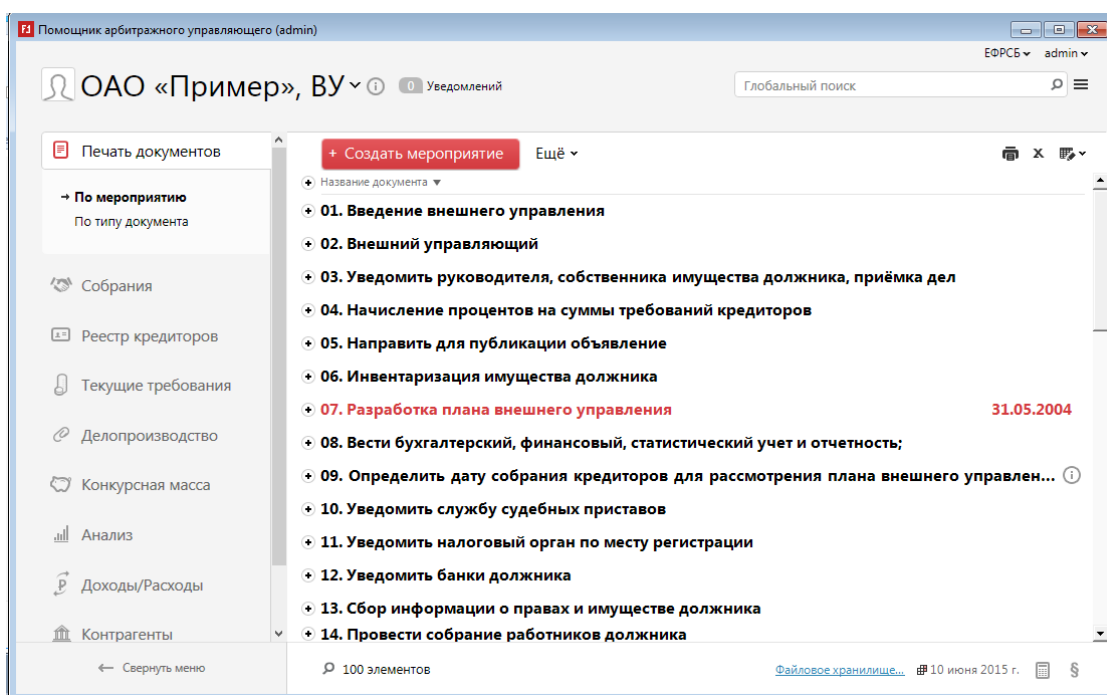 Помощник арбитражного управляющего (admin)
ЕФРСБ admin
ОАО «Пример», ВУ 0 Уведомлений Глобальный поиск
Печать документов
→ По мероприятию
По типу документа
Собрания
Реестр кредиторов
Текущие требования
Делопроизводство
Конкурсная масса
Анализ
Доходы/Расходы
Контрагенты
← Свернуть меню
+ Создать мероприятие Ещё
Название документа
01. Введение внешнего управления
02. Внешний управляющий
03. Уведомить руководителя, собственника имущества должника, приёмка дел
04. Начисление процентов на суммы требований кредиторов
05. Направить для публикации объявление
06. Инвентаризация имущества должника
07. Разработка плана внешнего управления 31.05.2004
08. Вести бухгалтерский, финансовый, статистический учет и отчетность;
09. Определить дату собрания кредиторов для рассмотрения плана внешнего управлен...
10. Уведомить службу судебных приставов
11. Уведомить налоговый орган по месту регистрации
12. Уведомить банки должника
13. Сбор информации о правах и имуществе должника
14. Провести собрание работников должника
100 элементов Файловое хранилище... 10 июня 2015 г. §